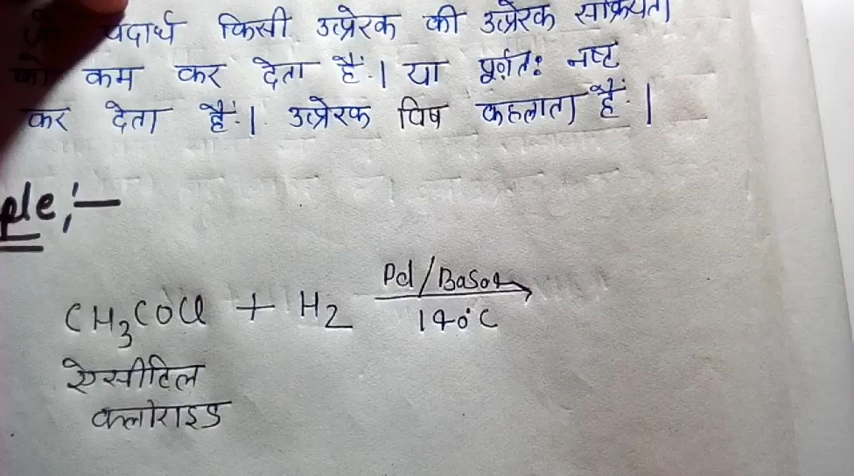 पदार्थ किसी उत्प्रेरक की उत्प्रेरक सक्रियता
कम कर देता है। या पूर्णतः नष्ट
कर देता है। उत्प्रेरक विष कहलाता है।
ple;—
CH3COCl + H2 Pd/BaSO4
140°C
ऐसीटिल
क्लोराइड